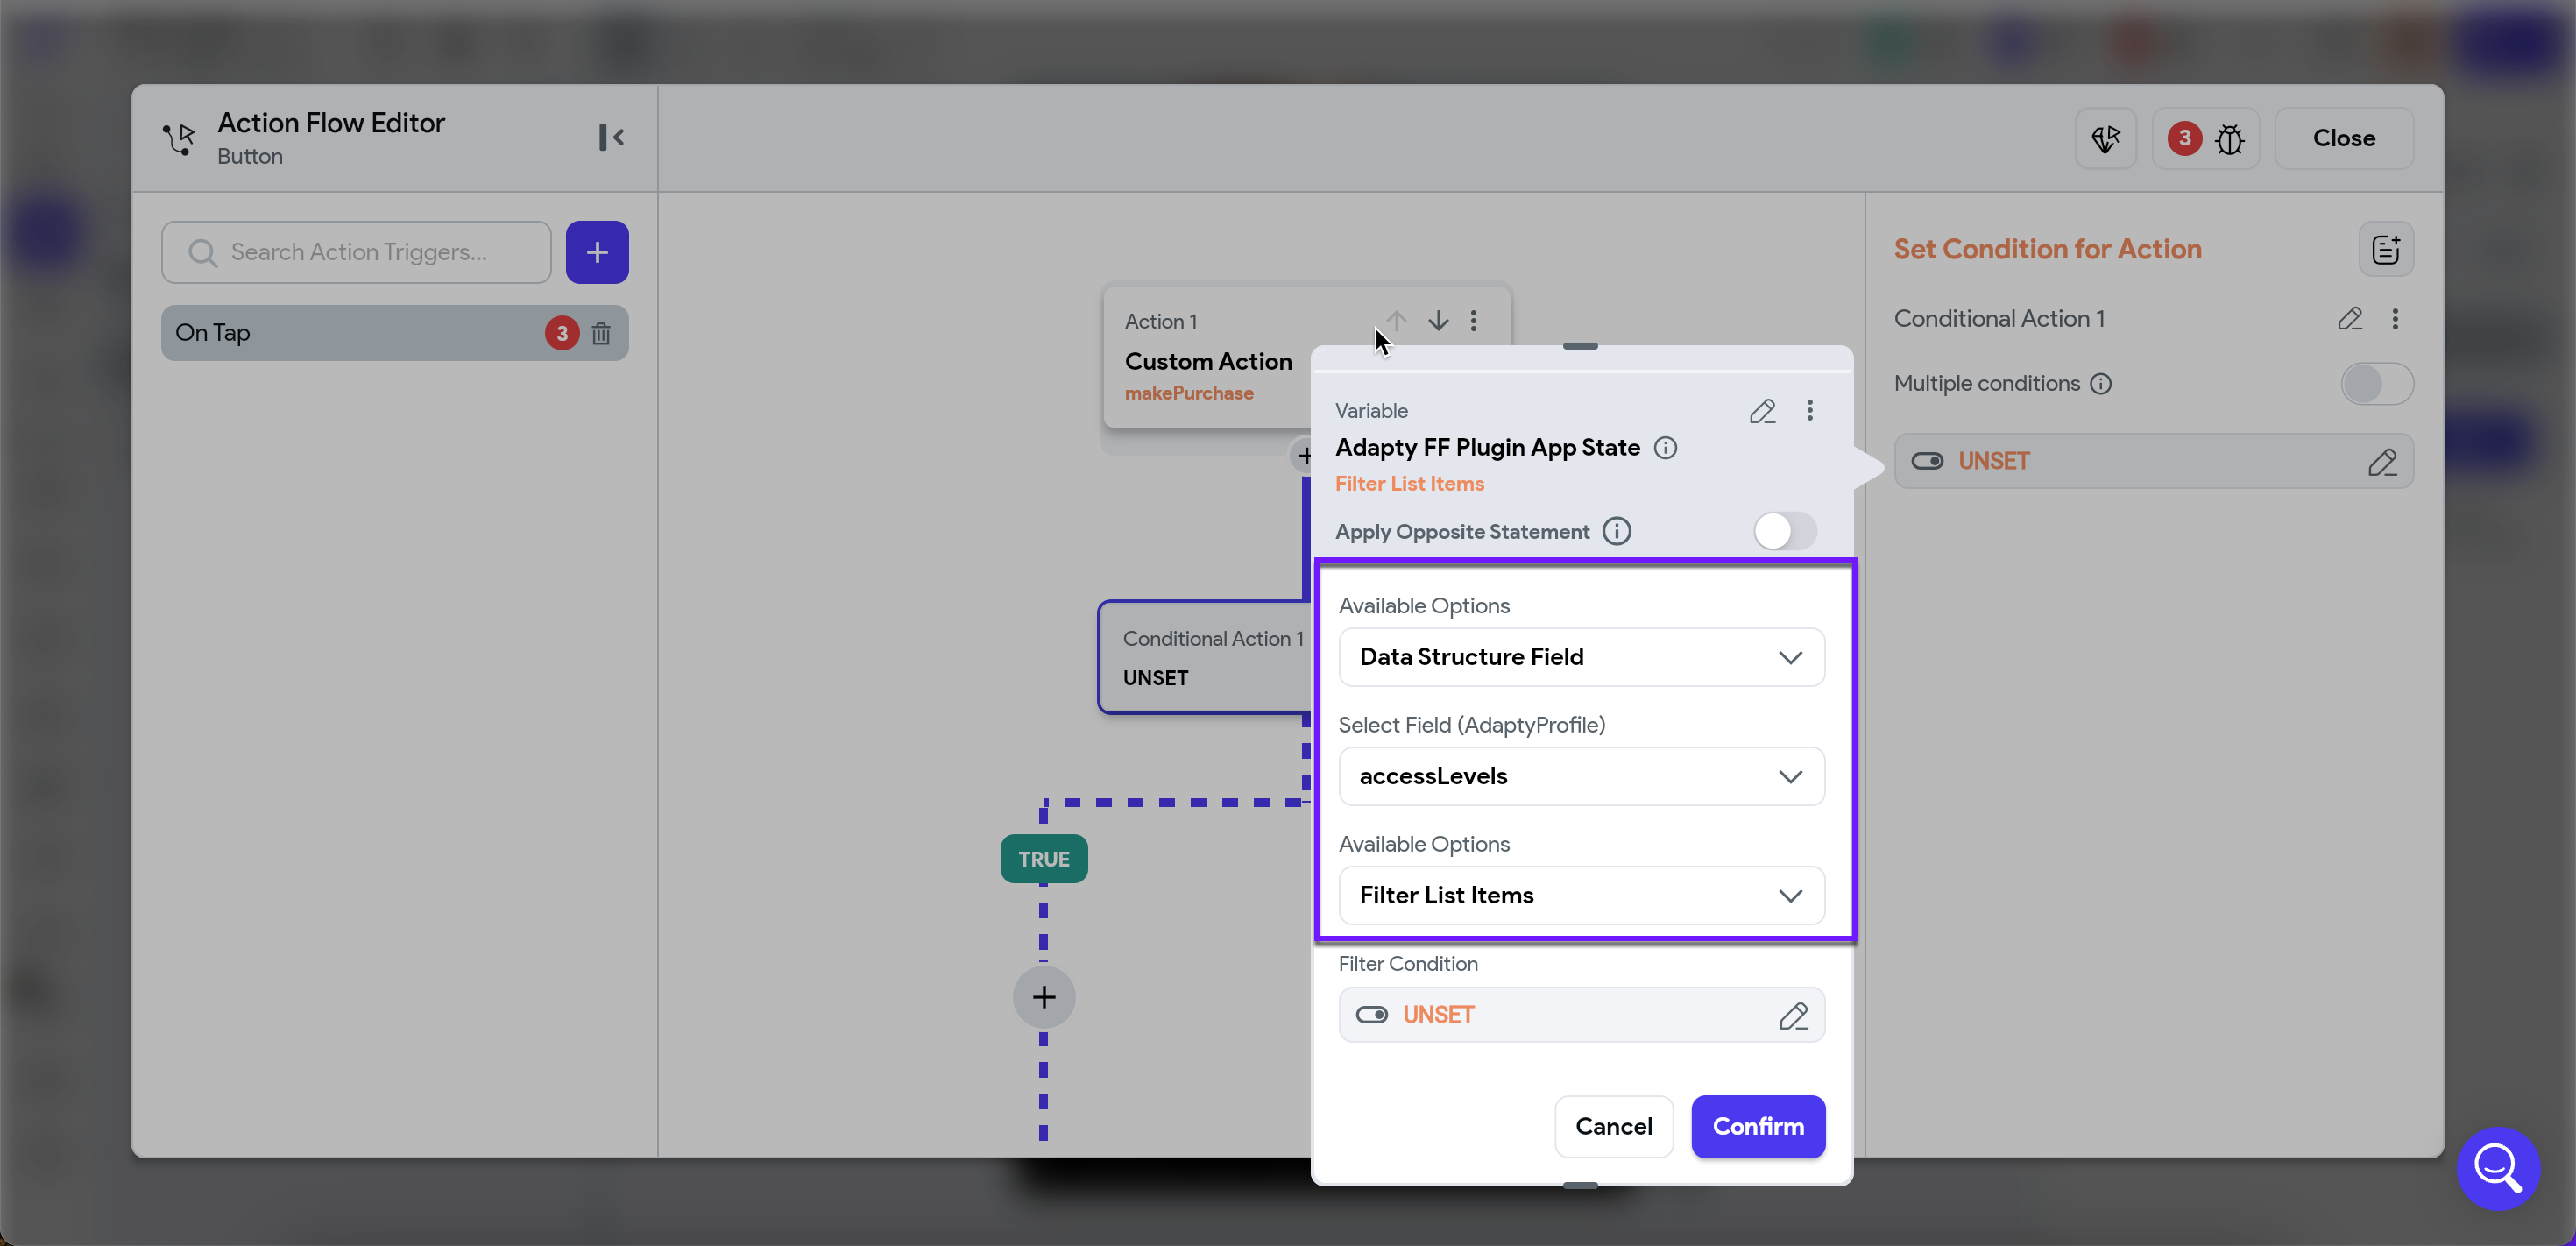 Action Flow Editor
Button
3
Close
Search Action Triggers...
+
On Tap
3
Action 1
Custom Action
makePurchase
Conditional Action 1
UNSET
TRUE
+
Variable
Adapty FF Plugin App State
Filter List Items
Apply Opposite Statement
Available Options
Data Structure Field
Select Field (AdaptyProfile)
accessLevels
Available Options
Filter List Items
Filter Condition
UNSET
Cancel
Confirm
Set Condition for Action
Conditional Action 1
Multiple conditions
UNSET